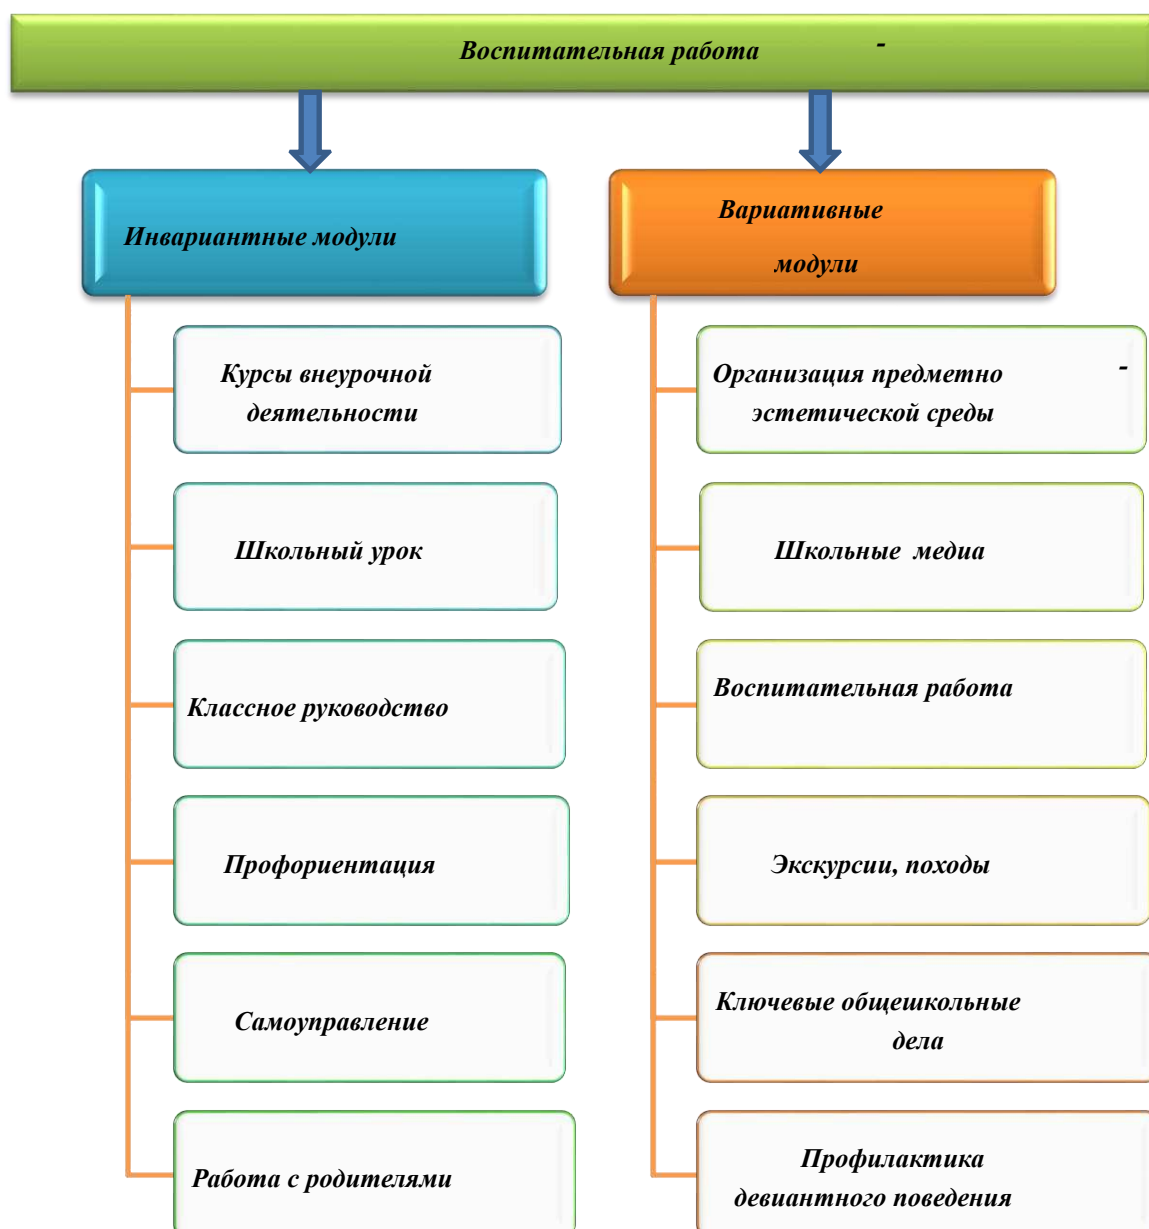 Воспитательная работа -
Инвариантные модули
Курсы внеурочной
деятельности
Школьный урок
Классное руководство
Профориентация
Самоуправление
Работа с родителями
Вариативные
модули
Организация предметно -
эстетической среды
Школьные медиа
Воспитательная работа
Экскурсии, походы
Ключевые общешкольные
дела
Профилактика
девиантного поведения